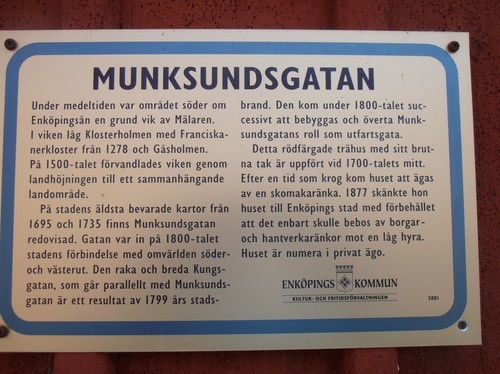 MUNKSUNDSGATAN
Under medeltiden var området söder om
Enköpingsån en grund vik av Mälaren.
I viken låg Klosterholmen med Franciska-
nerkloster från 1278 och Gåsholmen.
På 1500-talet förvandlades viken genom
landhöjningen till ett sammanhängande
landområde.
På stadens äldsta bevarade kartor från
1695 och 1735 finns Munksundsgatan
redovisad. Gatan var in på 1800-talet
stadens förbindelse med omvärlden söder-
och västerut. Den raka och breda Kungs-
gatan, som går parallellt med Munksunds-
gatan är ett resultat av 1799 års stads-
brand. Den kom under 1800-talet suc-
cessivt att bebyggas och överta Munk-
sundsgatans roll som utfartsgata.
Detta rödfärgade trähus med sitt brut-
na tak är uppfört vid 1700-talets mitt.
Efter en tid som krog kom huset att ägas
av en skomakaränka. 1877 skänkte hon
huset till Enköpings stad med förbehållet
att det enbart skulle bebos av borgar-
och hantverkaränkor mot en låg hyra.
Huset är numera i privat ägo.
ENKÖPINGS KOMMUN
KULTUR- OCH FRITIDSFÖRVALTNINGEN
2001